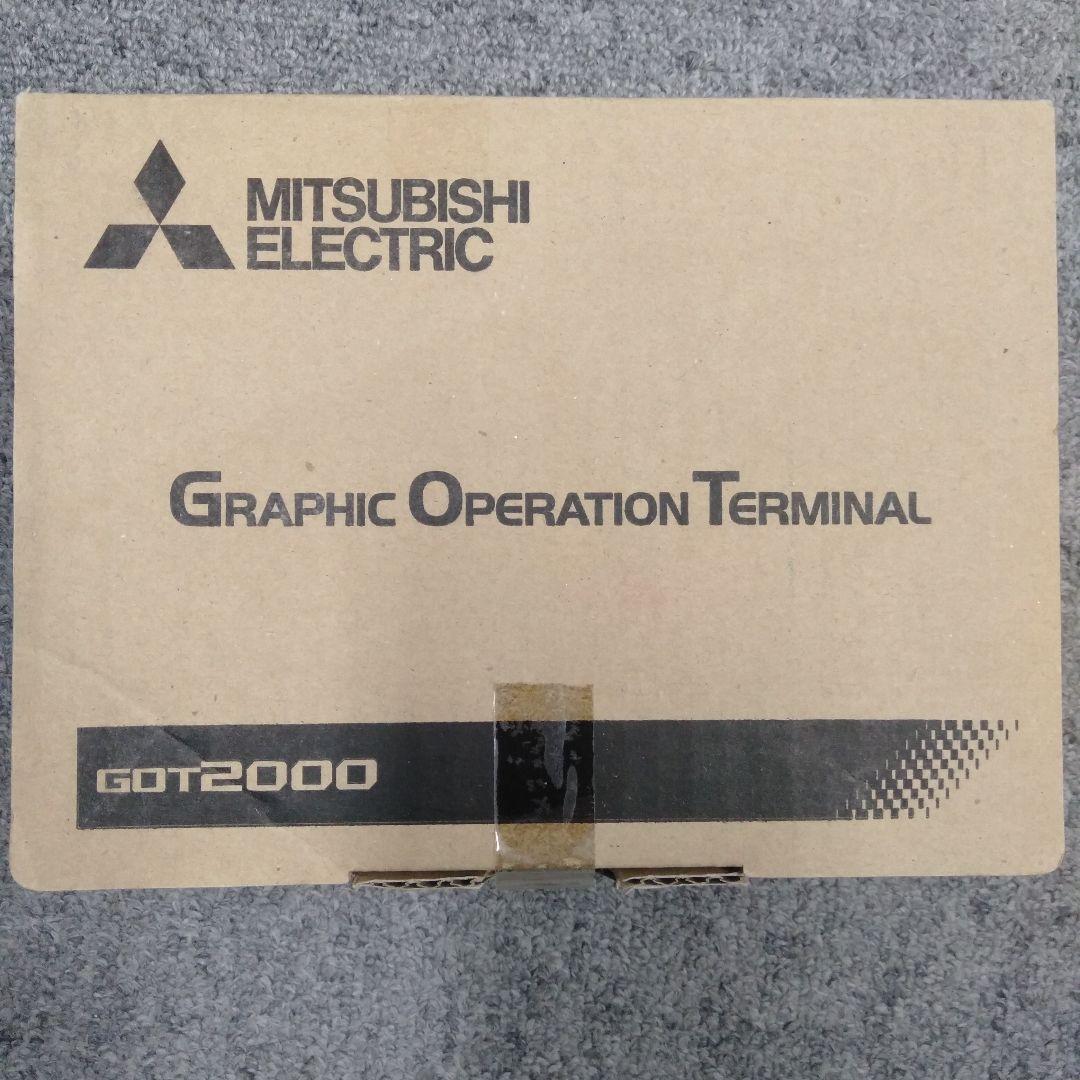 MITSUBISHI
ELECTRIC
GRAPHIC OPERATION TERMINAL
GOT2000